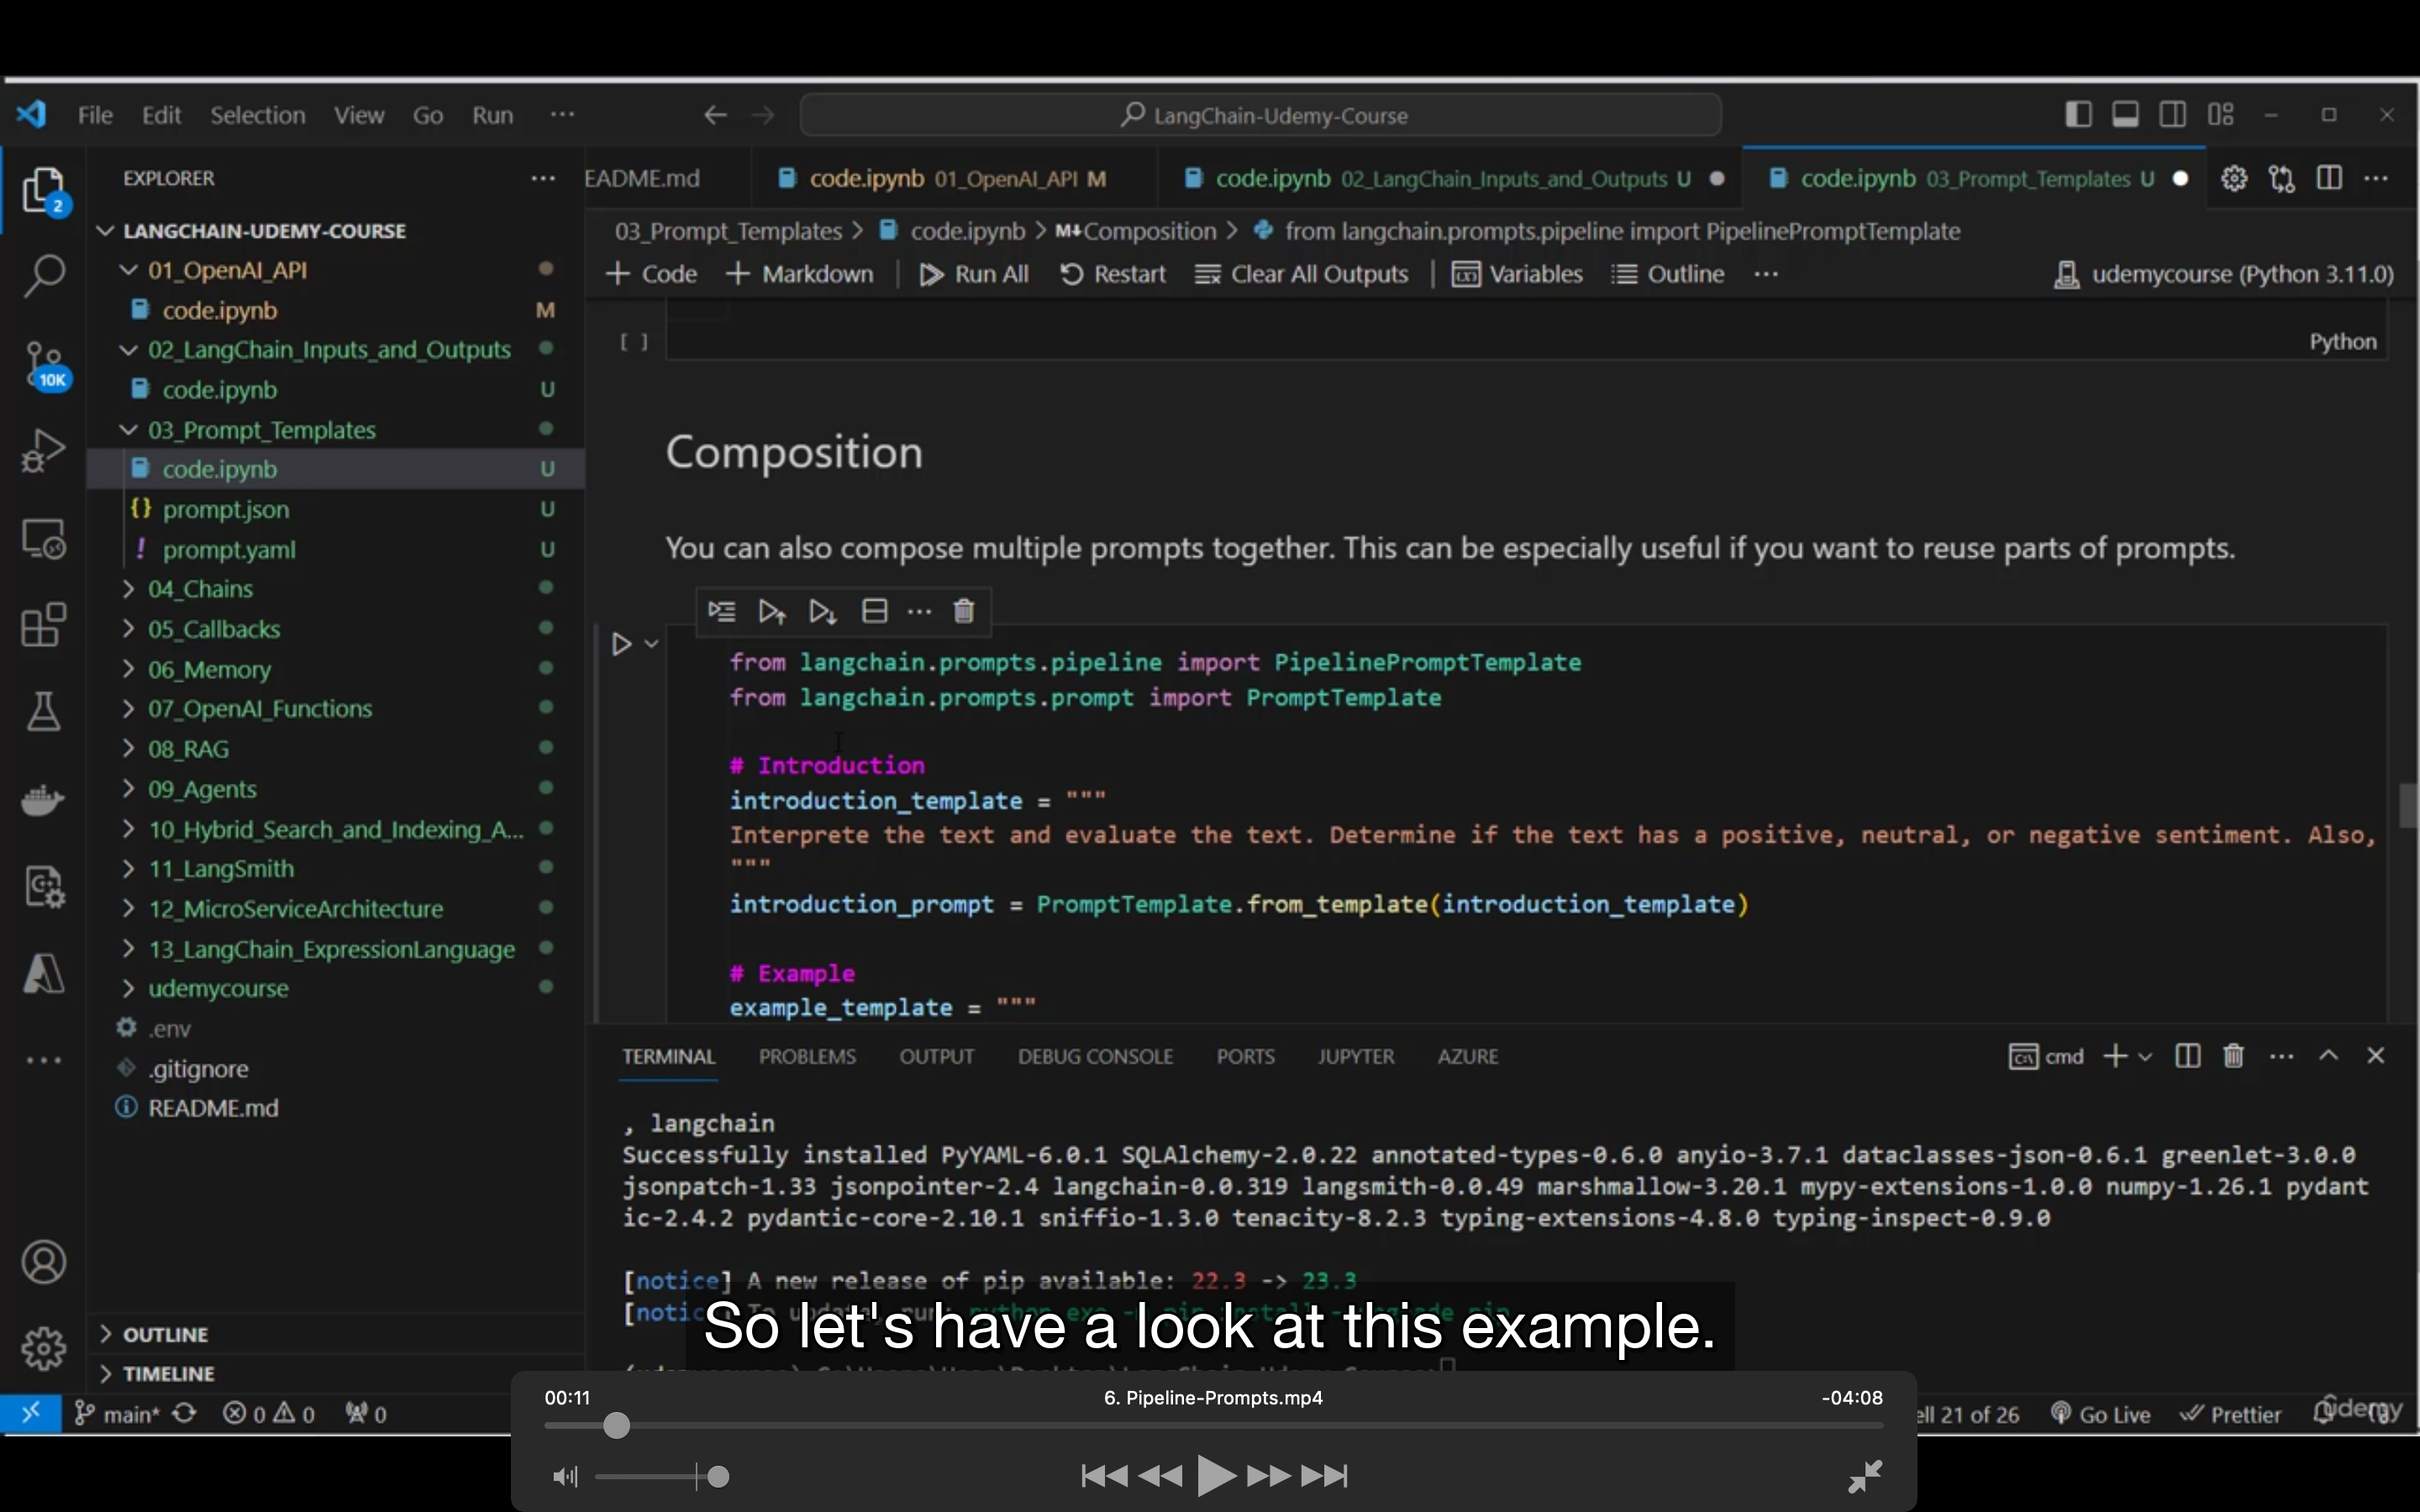 File Edit Selection View Go Run ... LangChain-Udemy-Course
EXPLORER
EADME.md code.ipynb 01_OpenAI_API M code.ipynb 02_LangChain_Inputs_and_Outputs U code.ipynb 03_Prompt_Templates U
2
LANGCHAIN-UDEMY-COURSE
01_OpenAI_API
code.ipynb M
02_LangChain_Inputs_and_Outputs
10K
code.ipynb U
03_Prompt_Templates
code.ipynb U
prompt.json U
prompt.yaml U
04_Chains
05_Callbacks
06_Memory
07_OpenAI_Functions
08_RAG
09_Agents
10_Hybrid_Search_and_Indexing_A...
11_LangSmith
12_MicroServiceArchitecture
13_LangChain_ExpressionLanguage
udemycourse
.env
.gitignore
README.md
OUTLINE
TIMELINE
03_Prompt_Templates > code.ipynb > M↓Composition > from langchain.prompts.pipeline import PipelinePromptTemplate
+ Code + Markdown Run All Restart Clear All Outputs Variables Outline ... udemycourse (Python 3.11.0)
[ ] Python
Composition
You can also compose multiple prompts together. This can be especially useful if you want to reuse parts of prompts.
from langchain.prompts.pipeline import PipelinePromptTemplate
from langchain.prompts.prompt import PromptTemplate
# Introduction
introduction_template = """
Interprete the text and evaluate the text. Determine if the text has a positive, neutral, or negative sentiment. Also,
"""
introduction_prompt = PromptTemplate.from_template(introduction_template)
# Example
example_template = """
TERMINAL PROBLEMS OUTPUT DEBUG CONSOLE PORTS JUPYTER AZURE cmd
, langchain
Successfully installed PyYAML-6.0.1 SQLAlchemy-2.0.22 annotated-types-0.6.0 anyio-3.7.1 dataclasses-json-0.6.1 greenlet-3.0.0
jsonpatch-1.33 jsonpointer-2.4 langchain-0.0.319 langsmith-0.0.49 marshmallow-3.20.1 mypy-extensions-1.0.0 numpy-1.26.1 pydant
ic-2.4.2 pydantic-core-2.10.1 sniffio-1.3.0 tenacity-8.2.3 typing-extensions-4.8.0 typing-inspect-0.9.0
[notice] A new release of pip available: 22.3 -> 23.3
So let's have a look at this example.
00:11 6. Pipeline-Prompts.mp4 -04:08
main* 0 0 0 ell 21 of 26 Go Live Prettier
Udemy